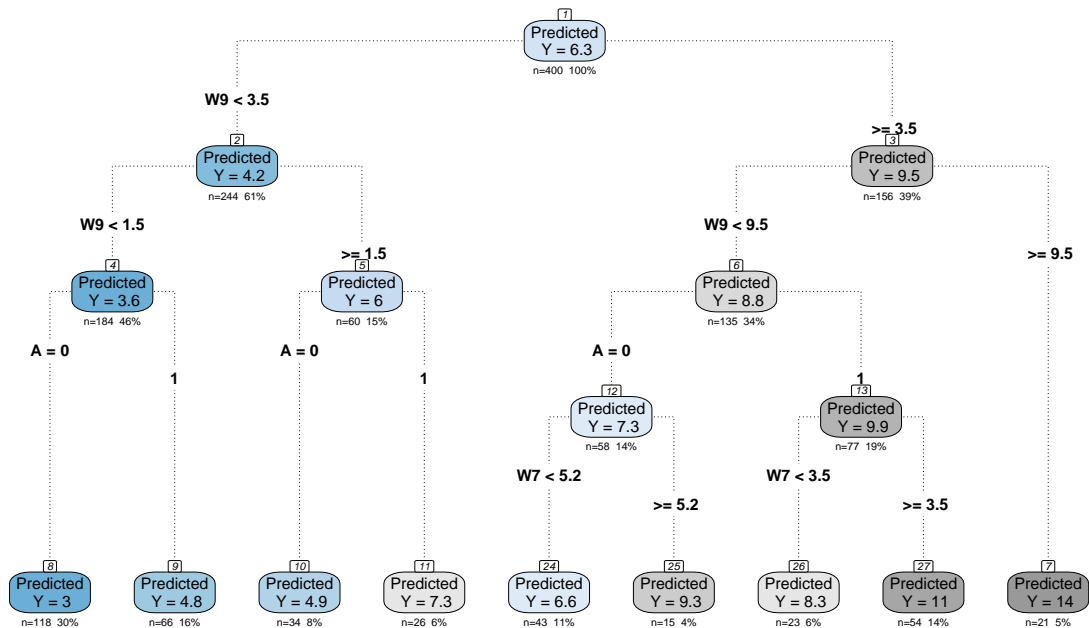 1
Predicted
Y = 6.3
n=400 100%
W9 < 3.5
>= 3.5
2
Predicted
Y = 4.2
n=244 61%
3
Predicted
Y = 9.5
n=156 39%
W9 < 1.5
>= 1.5
W9 < 9.5
>= 9.5
4
Predicted
Y = 3.6
n=184 46%
5
Predicted
Y = 6
n=60 15%
6
Predicted
Y = 8.8
n=135 34%
A = 0
1
A = 0
1
A = 0
1
12
Predicted
Y = 7.3
n=58 14%
13
Predicted
Y = 9.9
n=77 19%
W7 < 5.2
>= 5.2
W7 < 3.5
>= 3.5
8
Predicted
Y = 3
n=118 30%
9
Predicted
Y = 4.8
n=66 16%
10
Predicted
Y = 4.9
n=34 8%
11
Predicted
Y = 7.3
n=26 6%
24
Predicted
Y = 6.6
n=43 11%
25
Predicted
Y = 9.3
n=15 4%
26
Predicted
Y = 8.3
n=23 6%
27
Predicted
Y = 11
n=54 14%
7
Predicted
Y = 14
n=21 5%